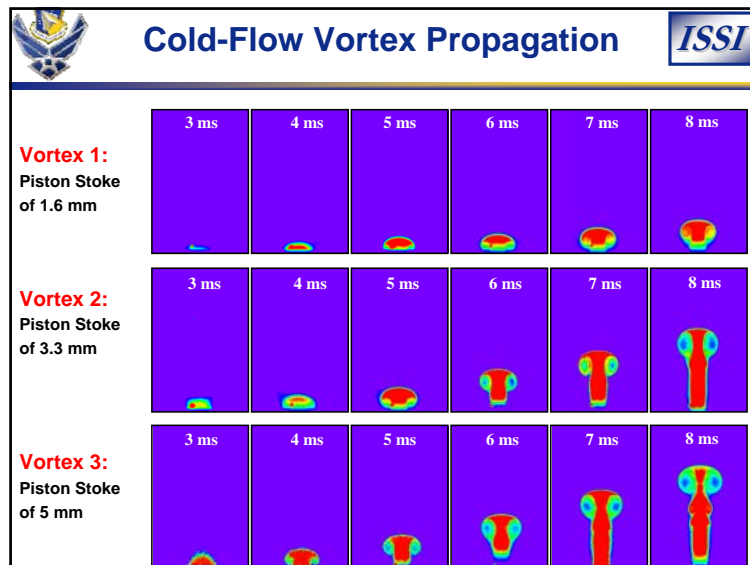 Cold-Flow Vortex Propagation
ISSI
Vortex 1:
Piston Stoke
of 1.6 mm
3 ms 4 ms 5 ms 6 ms 7 ms 8 ms
Vortex 2:
Piston Stoke
of 3.3 mm
3 ms 4 ms 5 ms 6 ms 7 ms 8 ms
Vortex 3:
Piston Stoke
of 5 mm
3 ms 4 ms 5 ms 6 ms 7 ms 8 ms